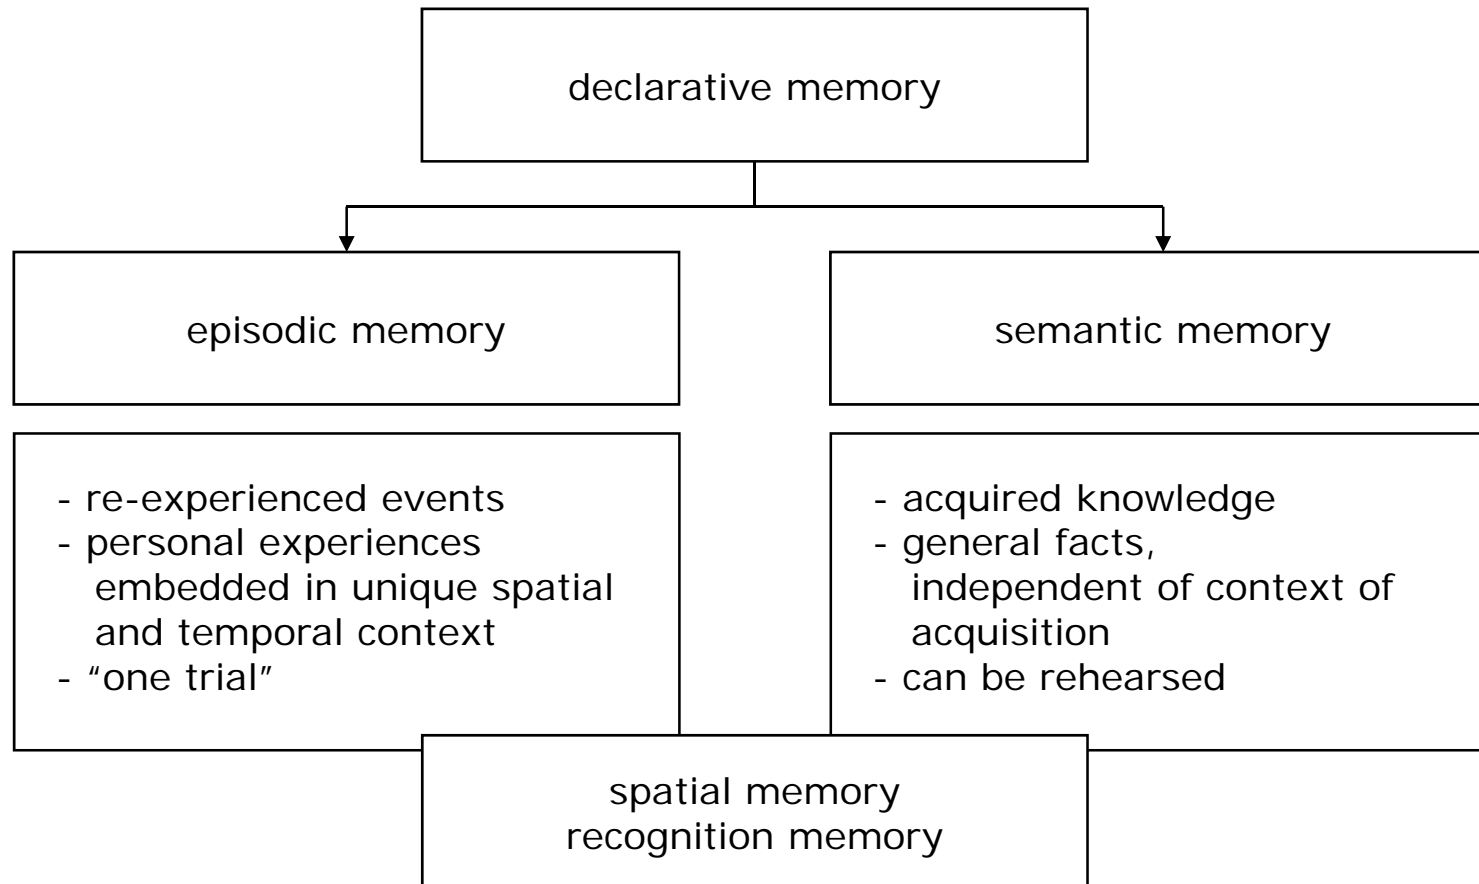 declarative memory
episodic memory
semantic memory
- re-experienced events
- personal experiences
embedded in unique spatial
and temporal context
- “one trial”
- acquired knowledge
- general facts,
independent of context of
acquisition
- can be rehearsed
spatial memory
recognition memory